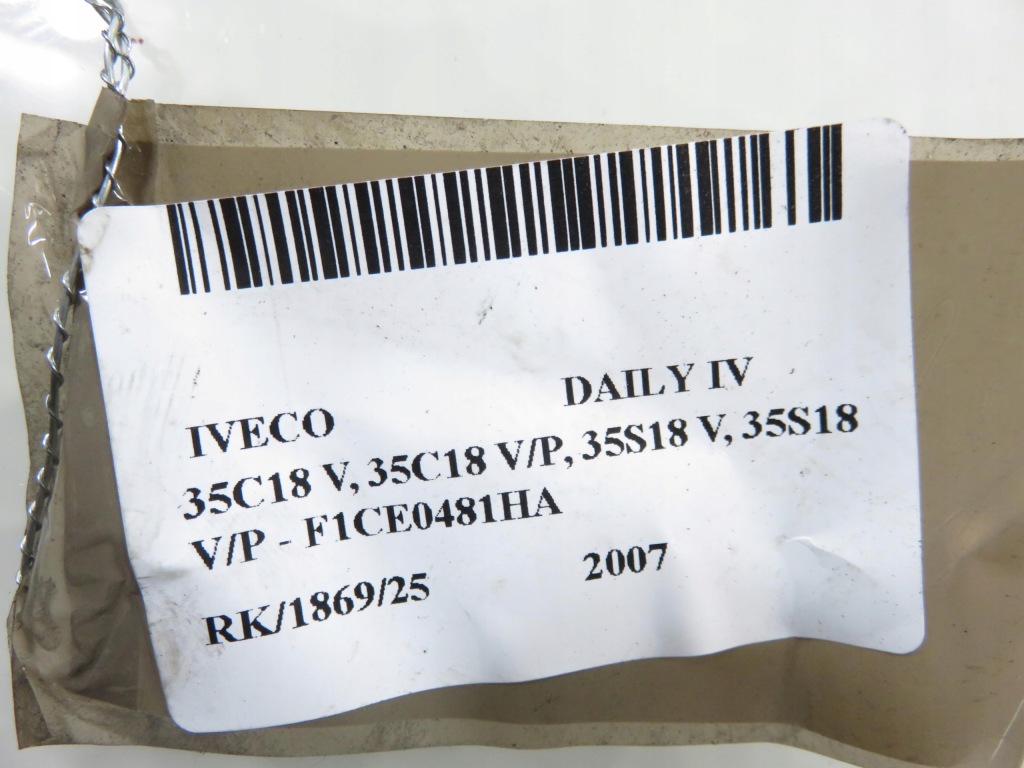 IVECO DAILY IV
35C18 V, 35C18 V/P, 35S18 V, 35S18
V/P - F1CE0481HA
RK/1869/25 2007